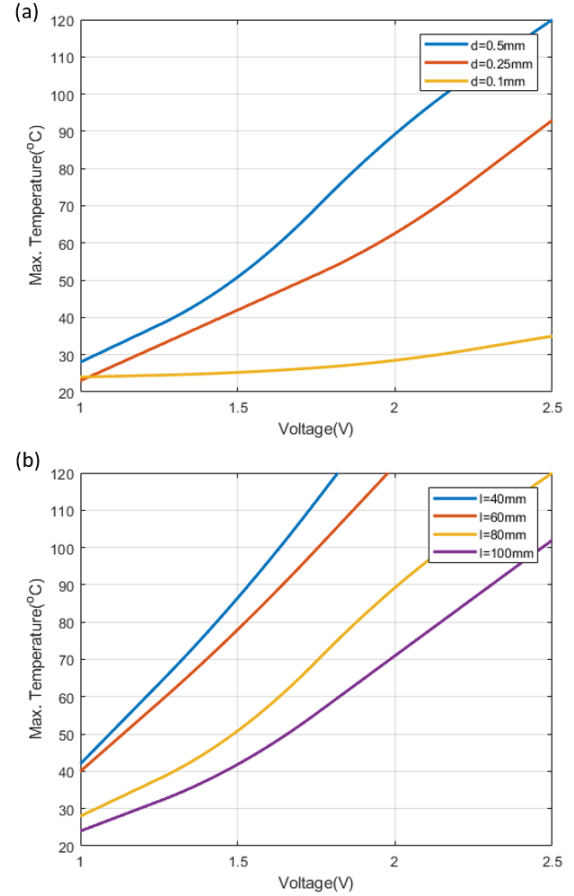 (a)
120
110
100
90
80
70
60
50
40
30
20
Max. Temperature(°C)
d=0.5mm
d=0.25mm
d=0.1mm
1
1.5
2
2.5
Voltage(V)
(b)
120
110
100
90
80
70
60
50
40
30
20
Max. Temperature(°C)
l=40mm
l=60mm
l=80mm
l=100mm
1
1.5
2
2.5
Voltage(V)